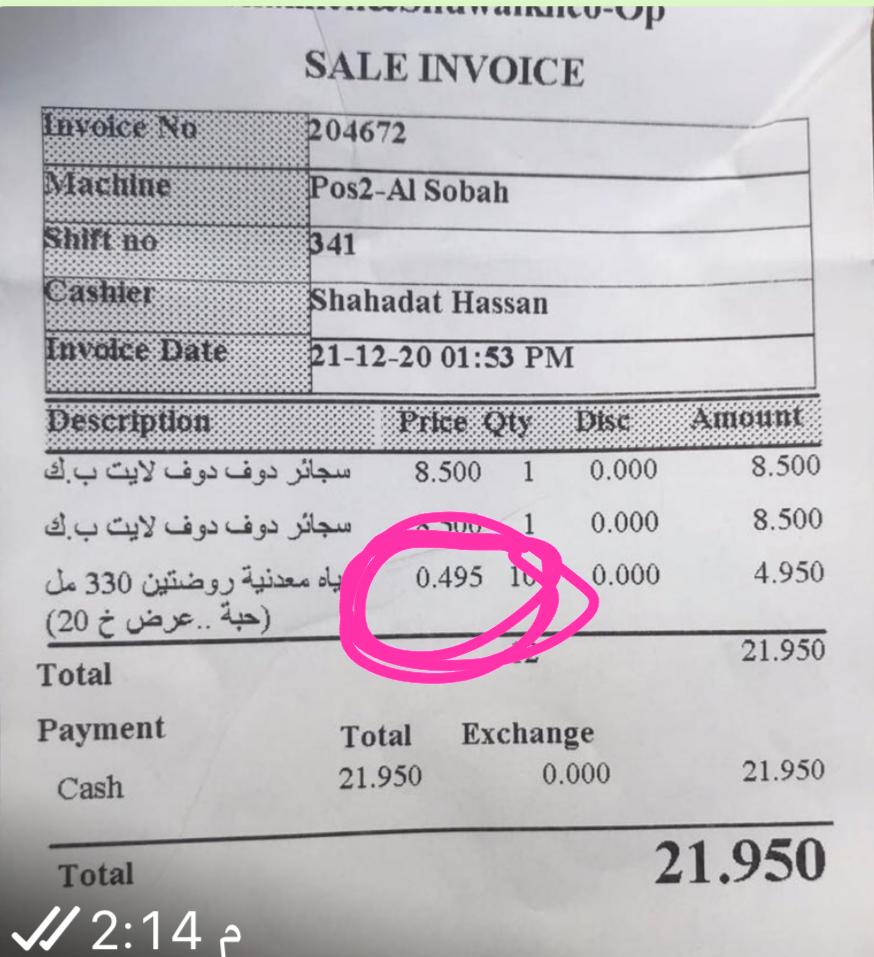 SALE INVOICE
Invoice No 204672
Machine Pos2-Al Sobah
Shift no 341
Cashier Shahadat Hassan
Invoice Date 21-12-20 01:53 PM
Description Price Qty Disc Amount
سجائر دوف دوف لايت ب.ك 8.500 1 0.000 8.500
سجائر دوف دوف لايت ب.ك 8.500 1 0.000 8.500
معدنية روضتين 330 مل 0.495 10 0.000 4.950
(حبة ..عرض خ 20)
Total 21.950
Payment Total Exchange
Cash 21.950 0.000 21.950
Total 21.950
2:14 م